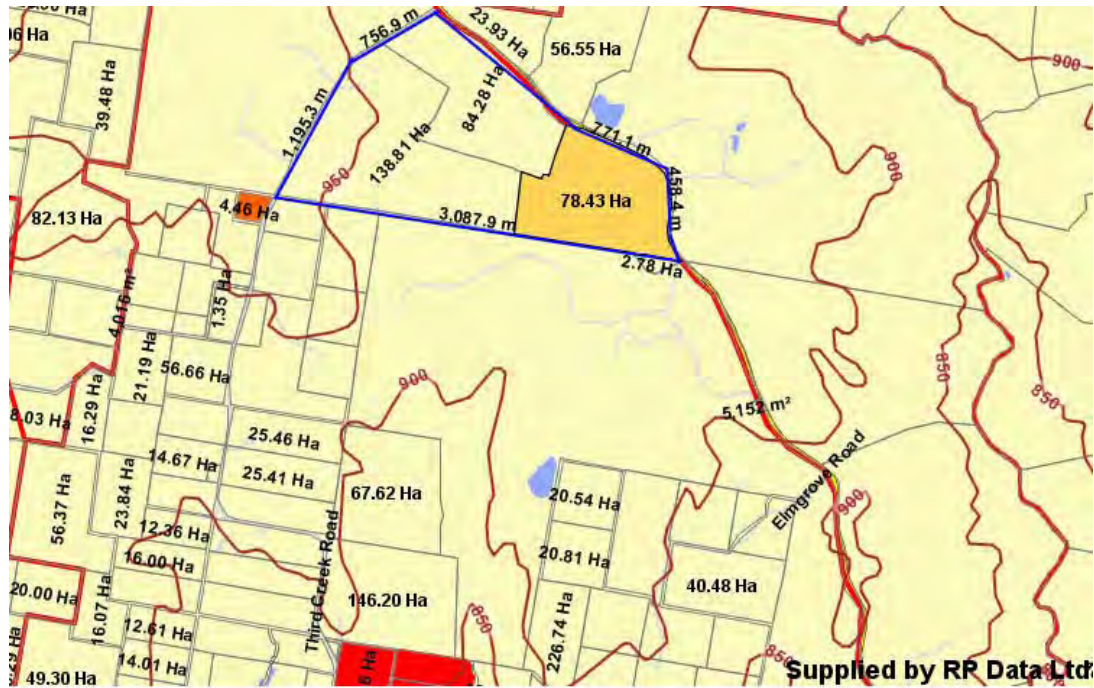 756.9 m
23.93 Ha
56.55 Ha
900
39.48 Ha
1,195.3 m
84.28 Ha
138.81 Ha
771.1 m
900
950
458.4 m
82.13 Ha
4.46 Ha
3,087.9 m
78.43 Ha
2.78 Ha
4,015 m²
1.35 Ha
21.19 Ha
56.66 Ha
900
850
850
8.03 Ha
16.29 Ha
25.46 Ha
5,152 m²
14.67 Ha
25.41 Ha
67.62 Ha
Elmgrove Road
56.37 Ha
23.84 Ha
20.54 Ha
900
12.36 Ha
16.00 Ha
20.81 Ha
Third Creek Road
20.00 Ha
16.07 Ha
146.20 Ha
40.48 Ha
12.61 Ha
850
226.74 Ha
14.01 Ha
49.30 Ha
850
Supplied by RP Data Ltd